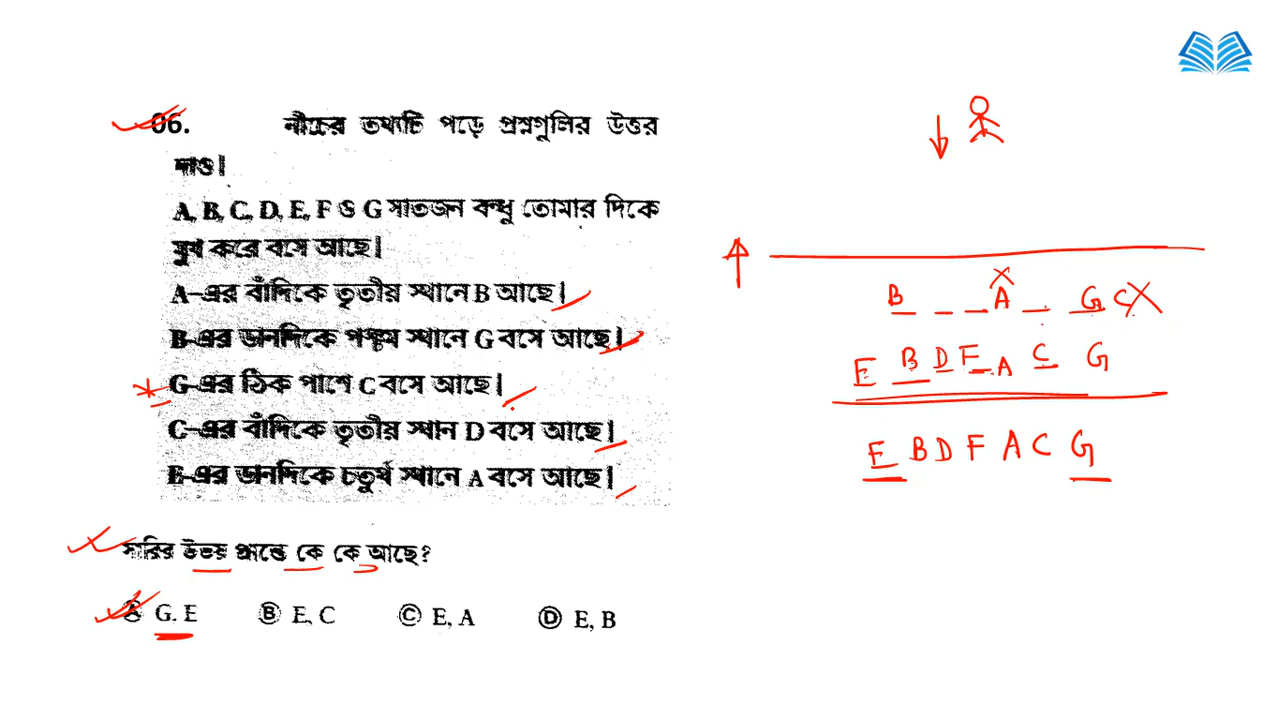 06. নীচের তথ্যটি পড়ে প্রশ্নগুলির উত্তর
দাও।
A, B, C, D, E, F ও G সাতজন বন্ধু তোমার দিকে
মুখ করে বসে আছে।
A-এর বাঁদিকে তৃতীয় স্থানে B আছে।
B-এর ডানদিকে পঞ্চম স্থানে G বসে আছে।
G-এর ঠিক পাশে C বসে আছে।
C-এর বাঁদিকে তৃতীয় স্থান D বসে আছে।
E-এর ডানদিকে চতুর্থ স্থানে A বসে আছে।
সারির উভয় প্রান্তে কে কে আছে?
Ⓐ G. E Ⓑ E, C Ⓒ E, A Ⓓ E, B
B A G C
E B D F A C G
E B D F A C G